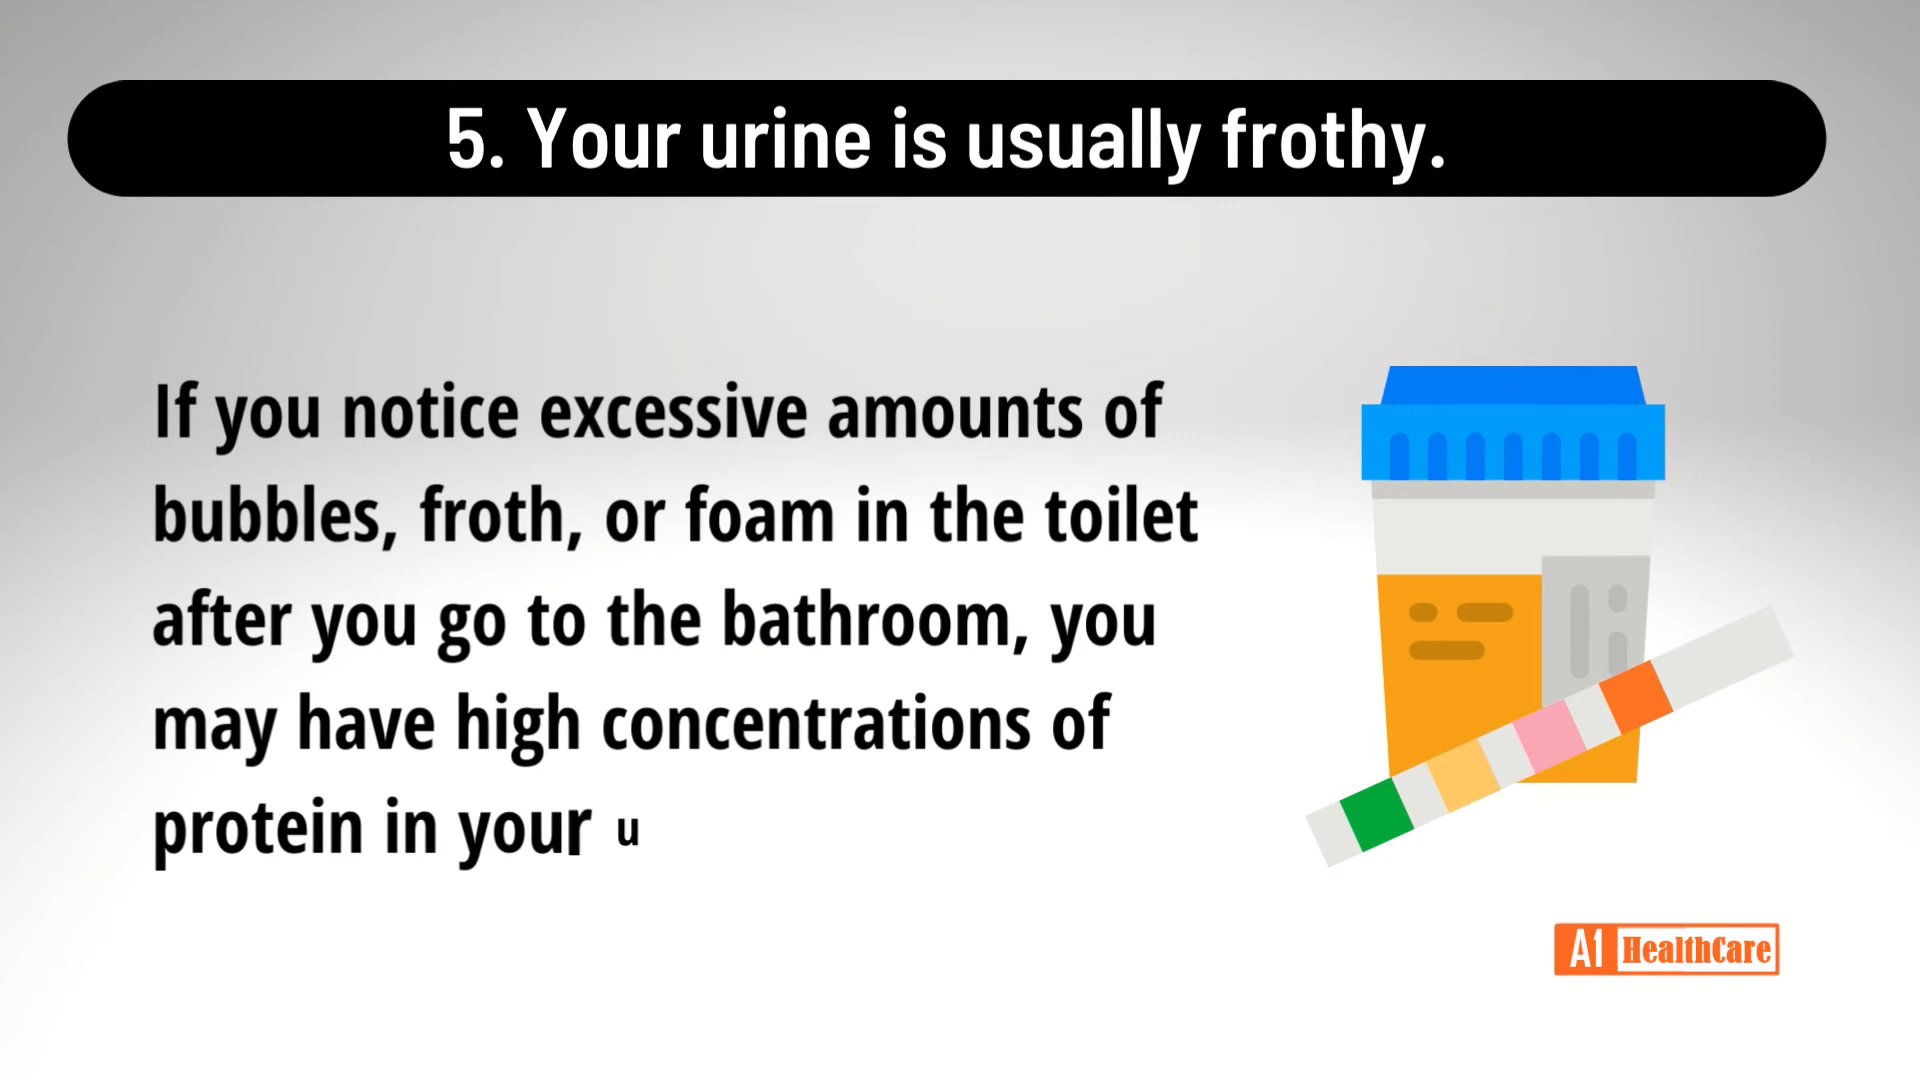 5. Your urine is usually frothy.
If you notice excessive amounts of
bubbles, froth, or foam in the toilet
after you go to the bathroom, you
may have high concentrations of
protein in your u
A1 HealthCare